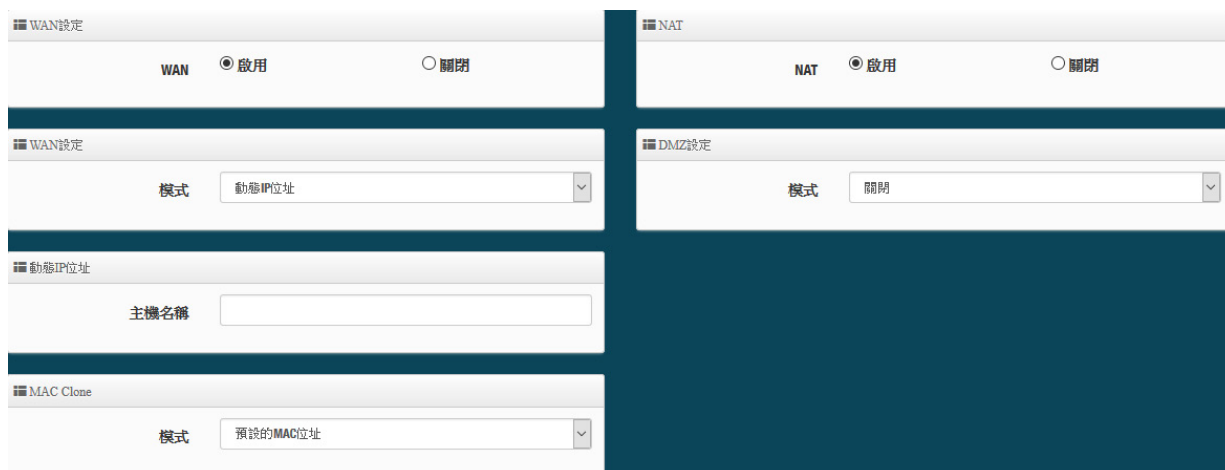 WAN設定
WAN 啟用 關閉
WAN設定
模式 動態IP位址
動態IP位址
主機名稱
MAC Clone
模式 預設的MAC位址
NAT
NAT 啟用 關閉
DMZ設定
模式 關閉